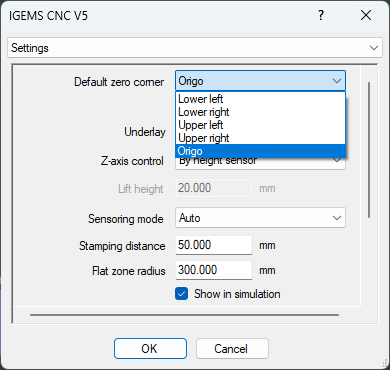 IGEMS CNC V5
Settings
Default zero corner Origo
Lower left
Lower right
Underlay Upper left
Upper right
Origo
Z-axis control By height sensor
Lift height 20.000 mm
Sensoring mode Auto
Stamping distance 50.000 mm
Flat zone radius 300.000 mm
Show in simulation
OK Cancel